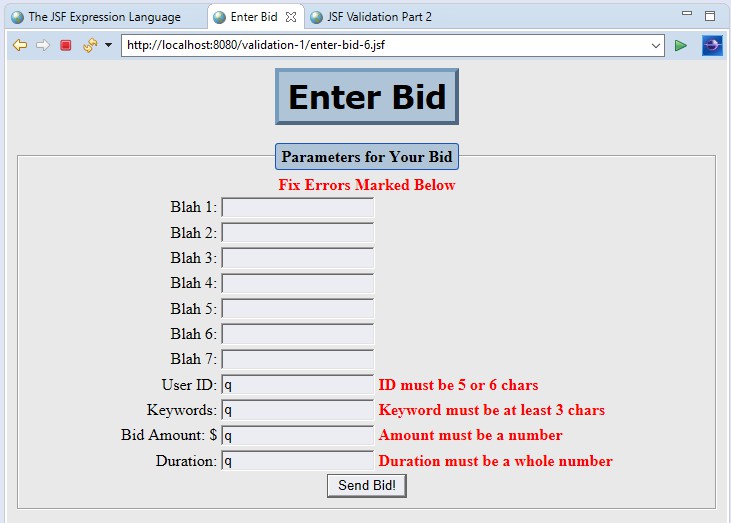 The JSF Expression Language Enter Bid JSF Validation Part 2
http://localhost:8080/validation-1/enter-bid-6.jsf
Enter Bid
Parameters for Your Bid
Fix Errors Marked Below
Blah 1:
Blah 2:
Blah 3:
Blah 4:
Blah 5:
Blah 6:
Blah 7:
User ID: q ID must be 5 or 6 chars
Keywords: q Keyword must be at least 3 chars
Bid Amount: $ q Amount must be a number
Duration: q Duration must be a whole number
Send Bid!